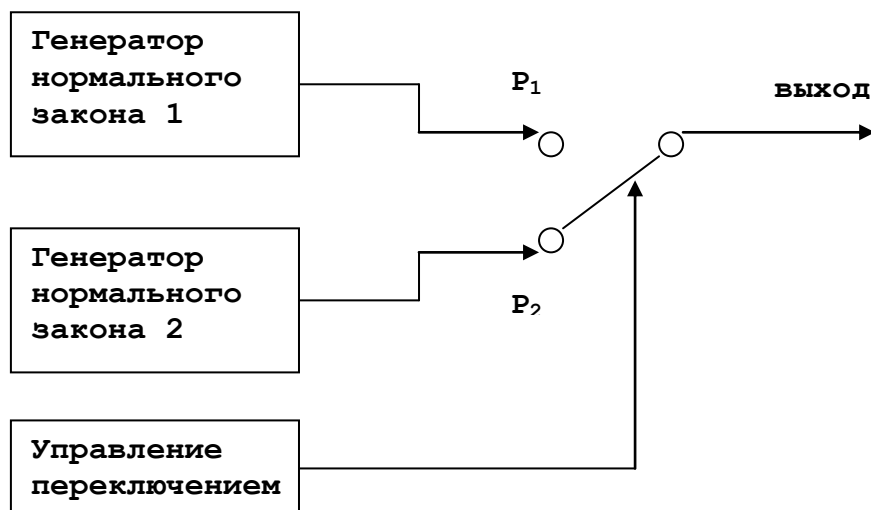 Генератор
нормального
закона 1
P₁
выход
Генератор
нормального
закона 2
P₂
Управление
переключением